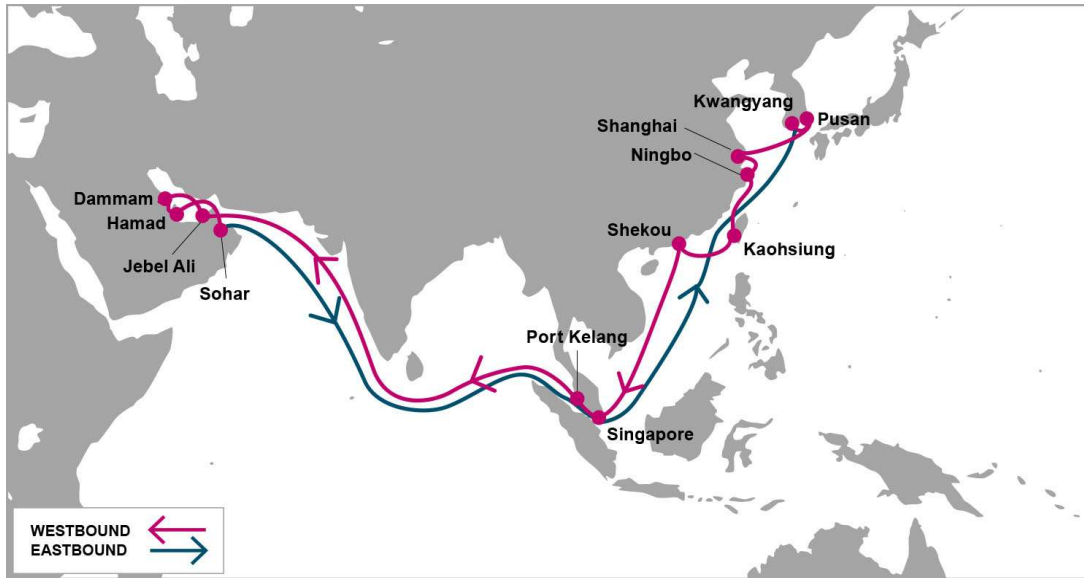 Kwangyang
Pusan
Shanghai
Ningbo
Dammam
Hamad
Shekou
Kaohsiung
Jebel Ali
Sohar
Port Kelang
Singapore
WESTBOUND
EASTBOUND